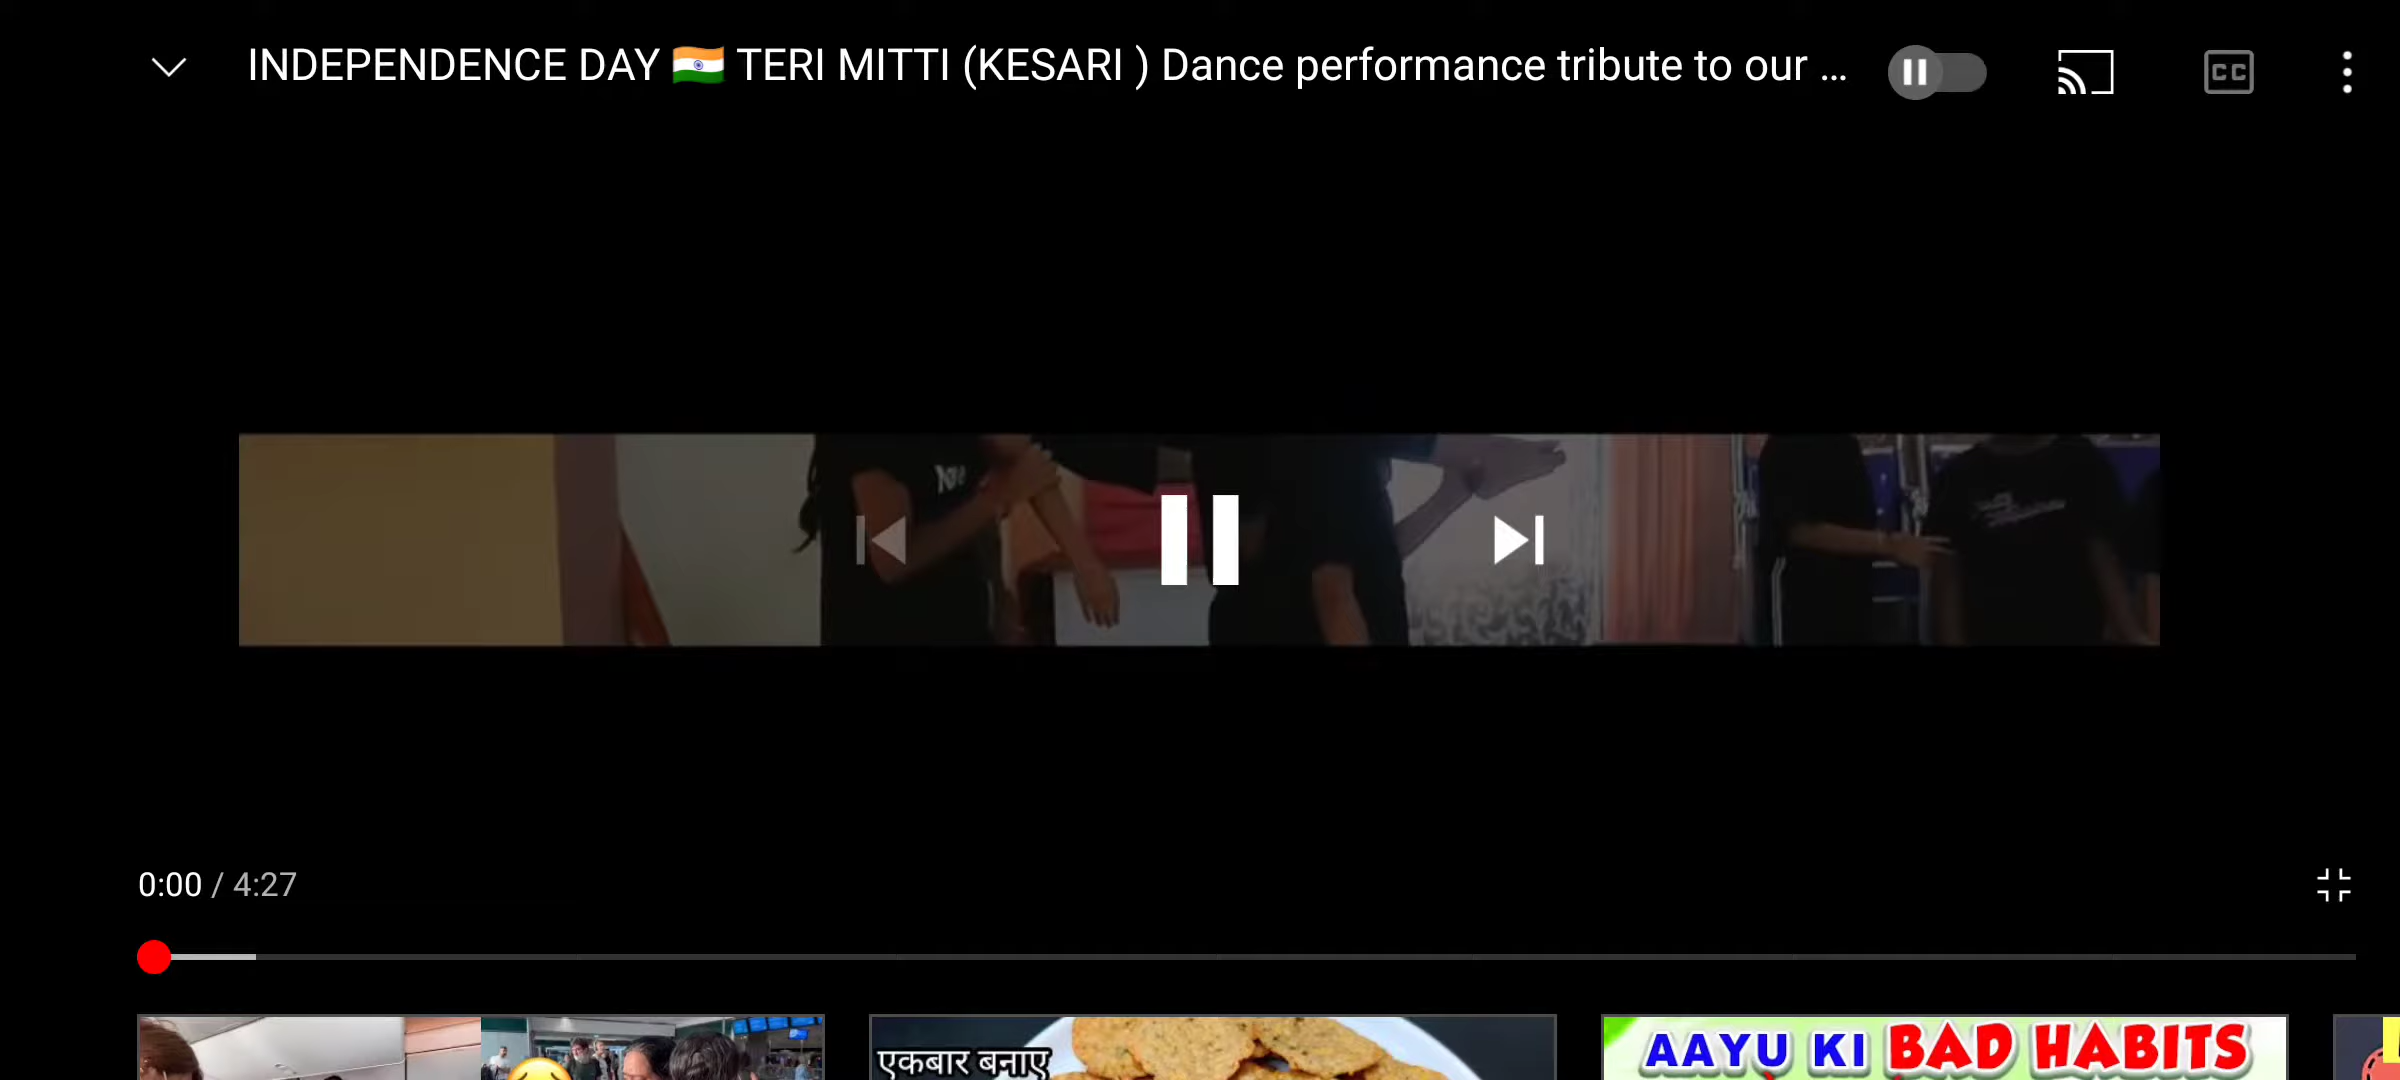 INDEPENDENCE DAY 🇮🇳 TERI MITTI (KESARI ) Dance performance tribute to our ...
CC
0:00 / 4:27
एकबार बनाए
AAYU KI BAD HABITS